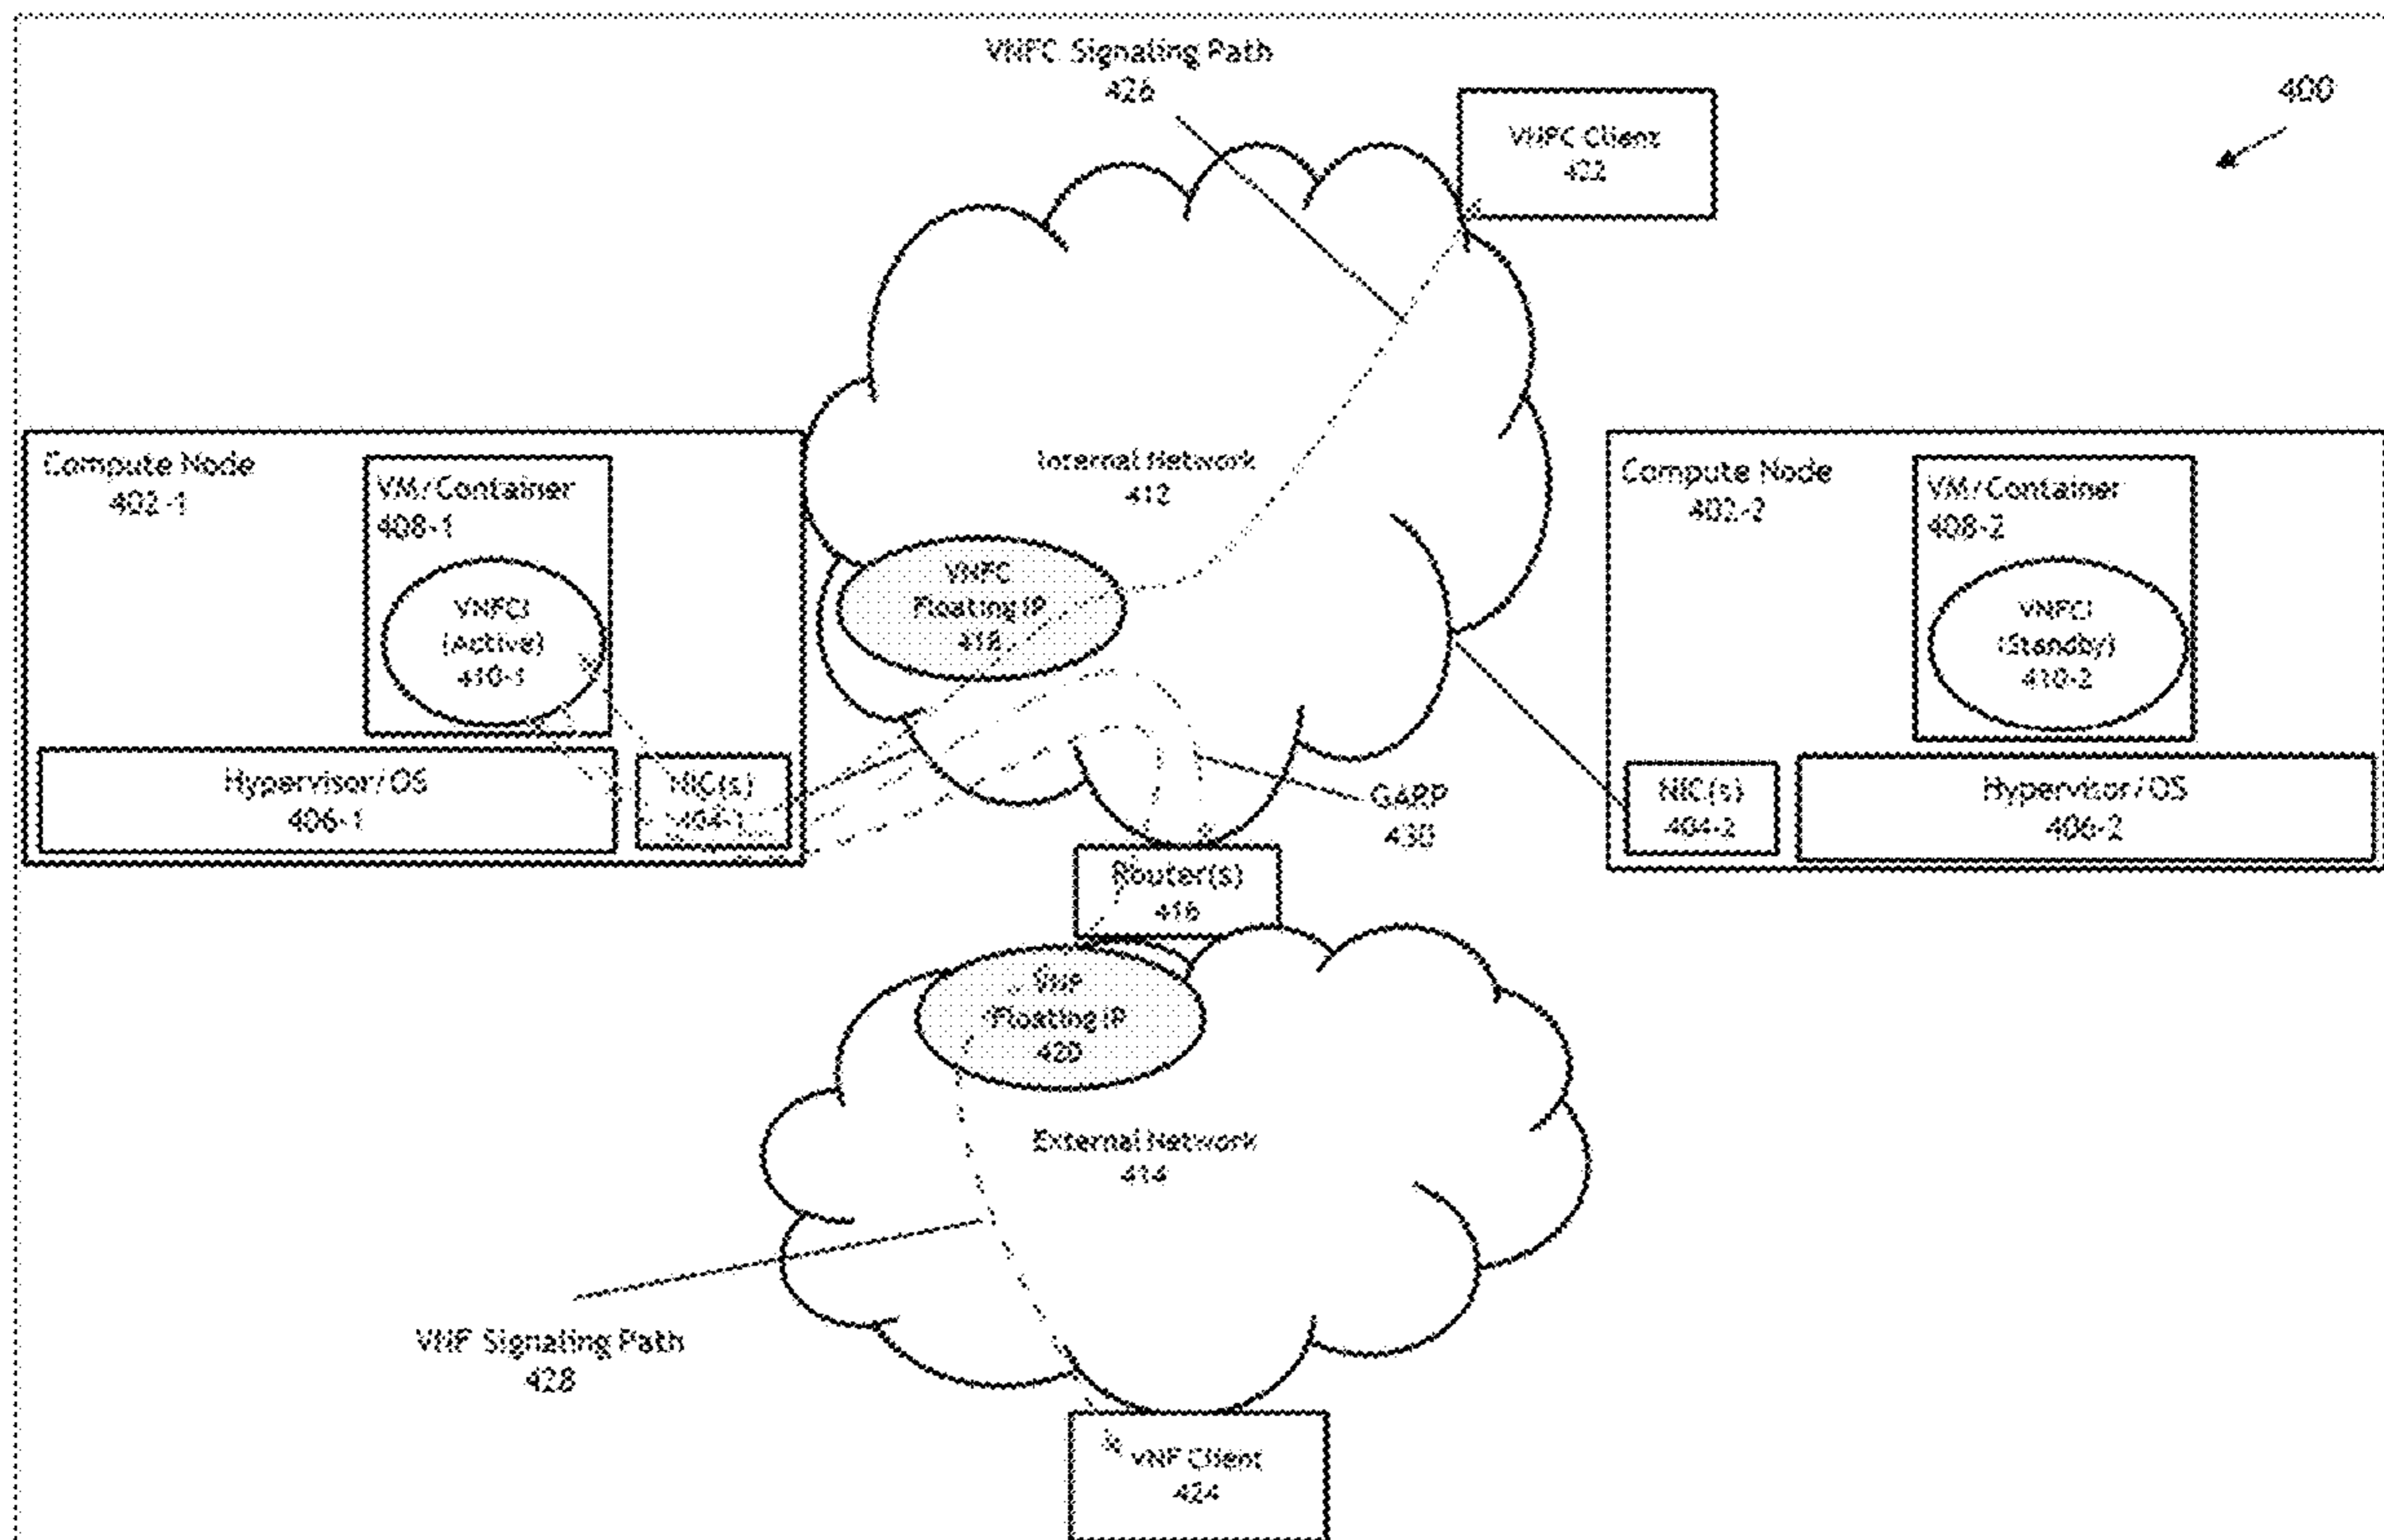 VNFC Signaling Path
426
400
VNFC Client
422
Internal Network
412
Compute Node
402-1
VM/Container
408-1
VNFCI
(Active)
410-1
Hypervisor/OS
406-1
NIC(s)
404-1
VNFC
Floating IP
418
Compute Node
402-2
VM/Container
408-2
VNFCI
(Standby)
410-2
NIC(s)
404-2
Hypervisor/OS
406-2
GARP
430
Router(s)
416
VNF
Floating IP
420
External Network
414
VNF Signaling Path
428
VNF Client
424